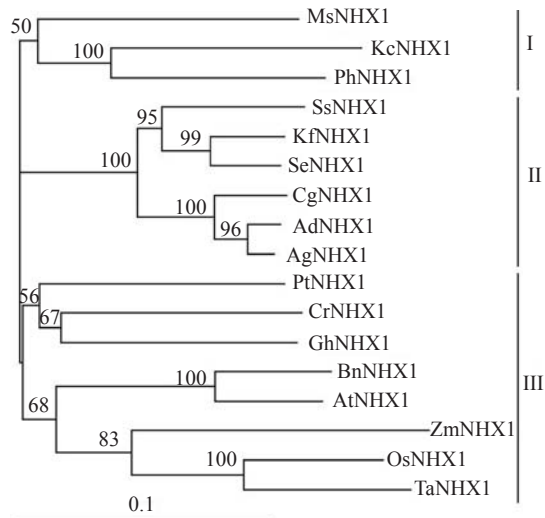 MsNHX1
50
I
KcNHX1
100
PhNHX1
SsNHX1
95
KfNHX1
99
SeNHX1
100
II
CgNHX1
100
AdNHX1
96
AgNHX1
PtNHX1
56
CrNHX1
67
GhNHX1
BnNHX1
100
III
AtNHX1
68
ZmNHX1
83
OsNHX1
100
TaNHX1
0.1